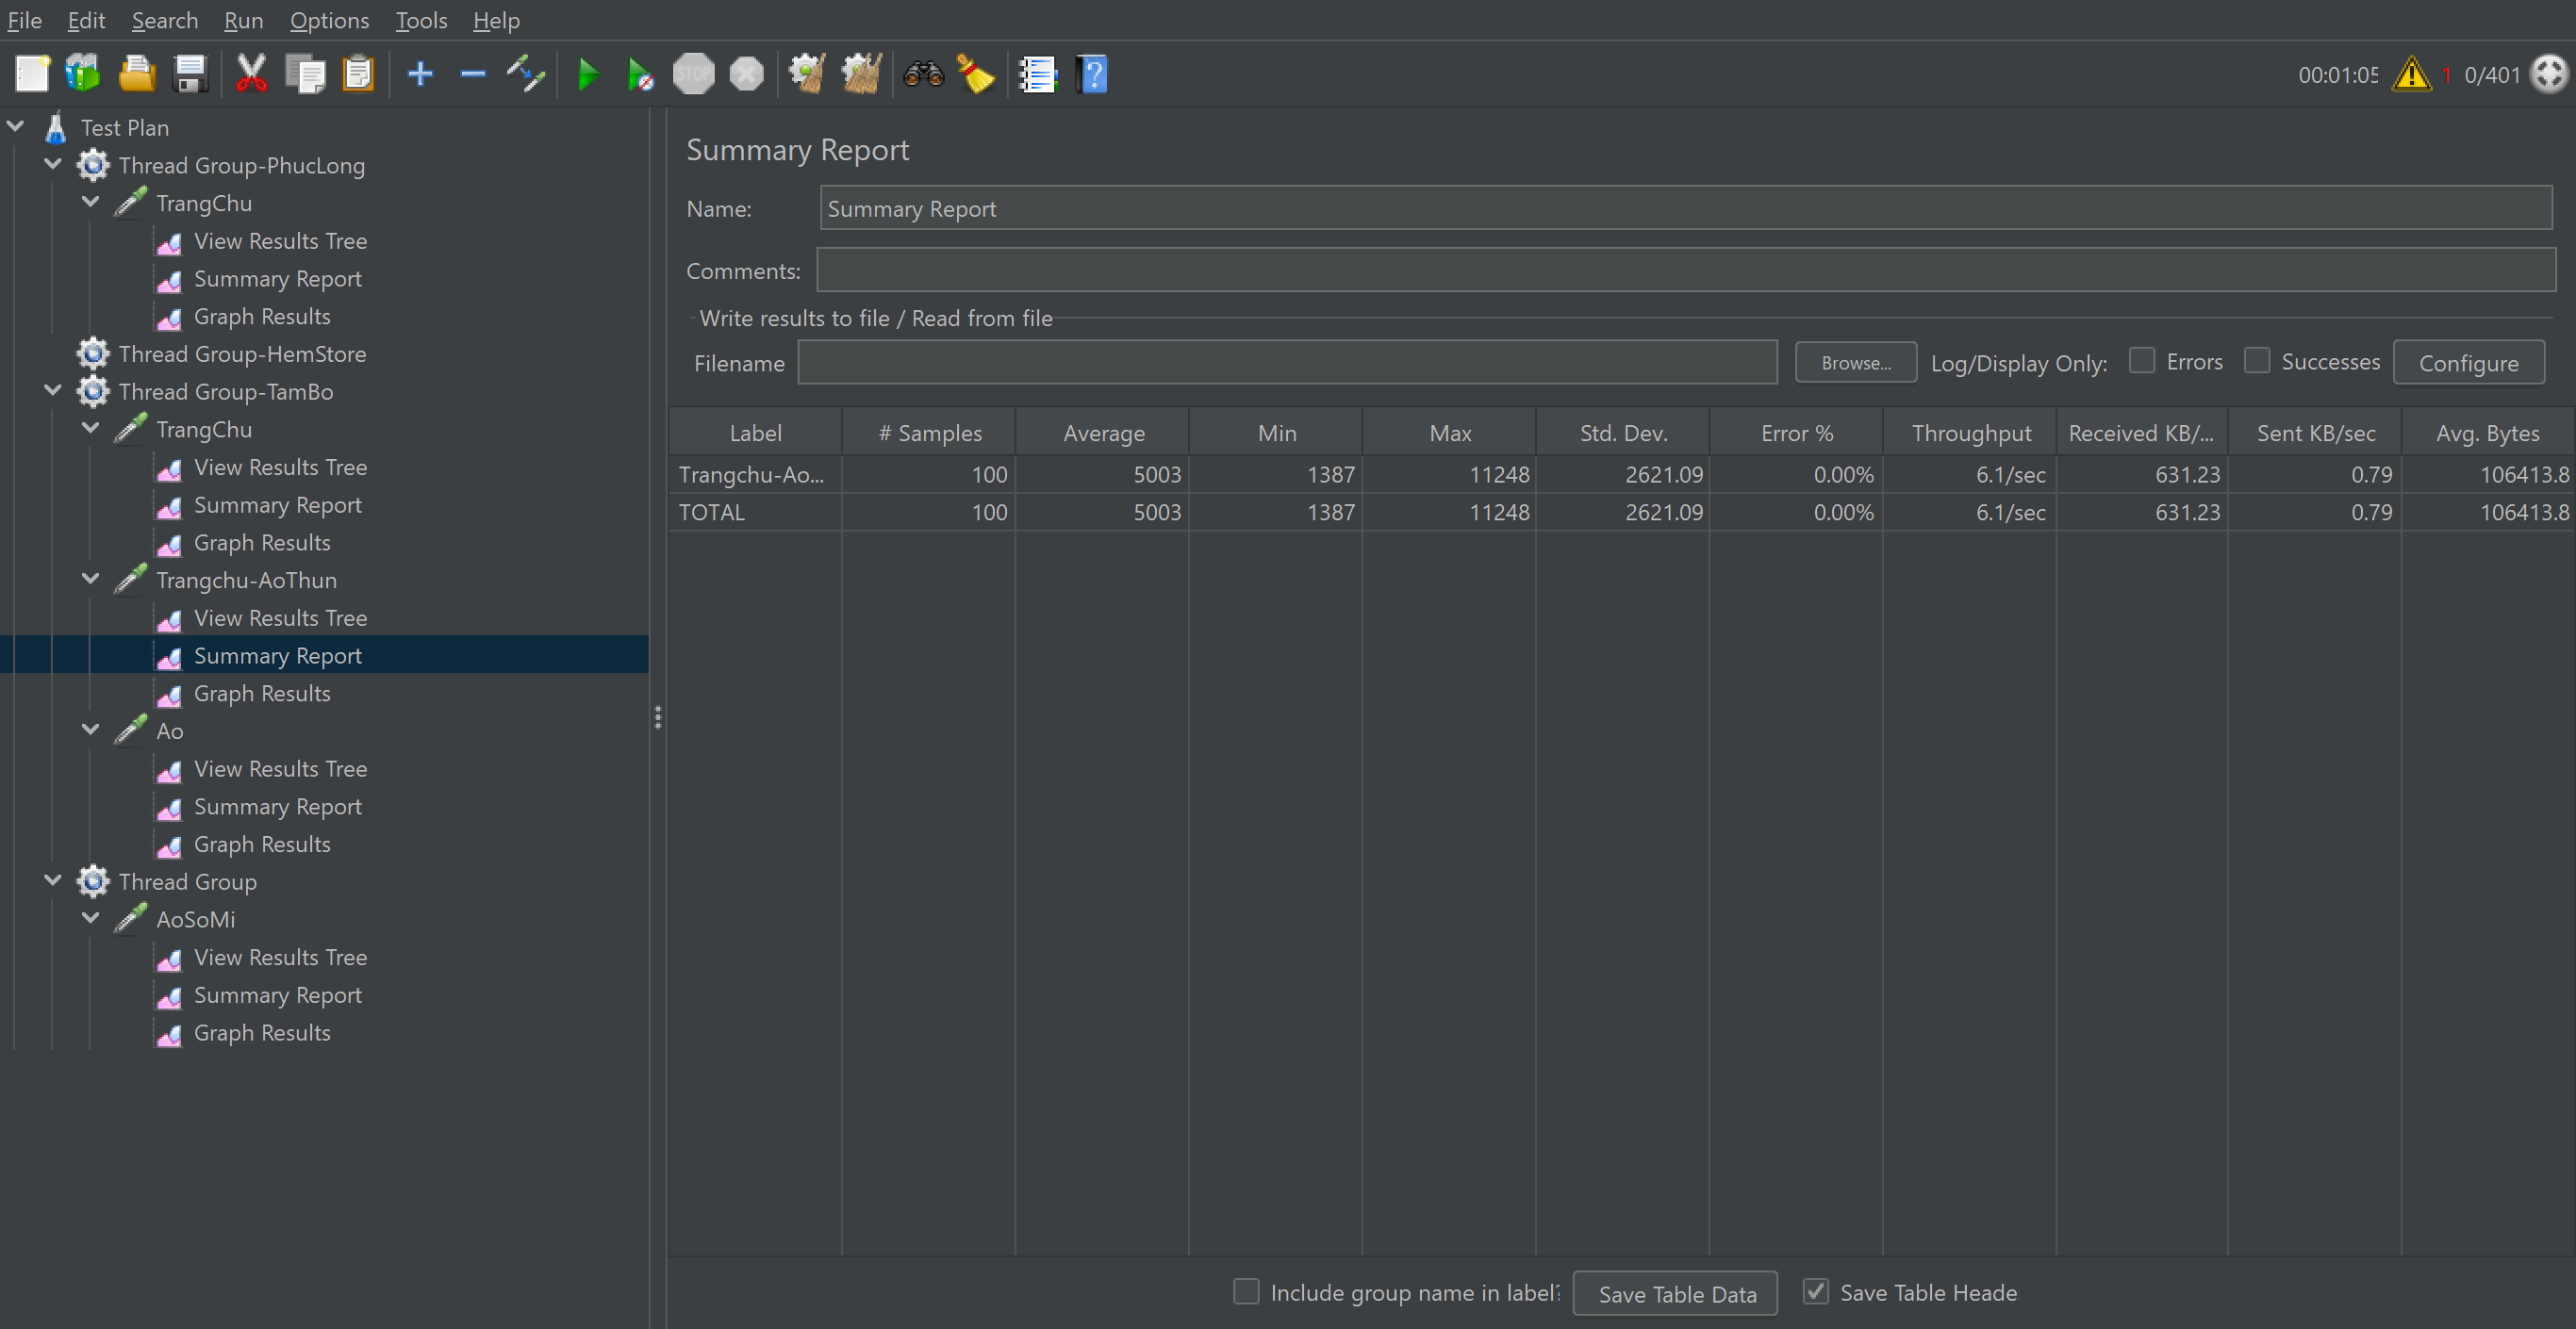 File Edit Search Run Options Tools Help
STOP
00:01:05 1 0/401
Test Plan
Thread Group-PhucLong
TrangChu
View Results Tree
Summary Report
Graph Results
Thread Group-HemStore
Thread Group-TamBo
TrangChu
View Results Tree
Summary Report
Graph Results
Trangchu-AoThun
View Results Tree
Summary Report
Graph Results
Ao
View Results Tree
Summary Report
Graph Results
Thread Group
AoSoMi
View Results Tree
Summary Report
Graph Results
Summary Report
Name: Summary Report
Comments:
Write results to file / Read from file
Filename Browse... Log/Display Only: Errors Successes Configure
Label # Samples Average Min Max Std. Dev. Error % Throughput Received KB/... Sent KB/sec Avg. Bytes
Trangchu-Ao... 100 5003 1387 11248 2621.09 0.00% 6.1/sec 631.23 0.79 106413.8
TOTAL 100 5003 1387 11248 2621.09 0.00% 6.1/sec 631.23 0.79 106413.8
Include group name in label? Save Table Data Save Table Heade